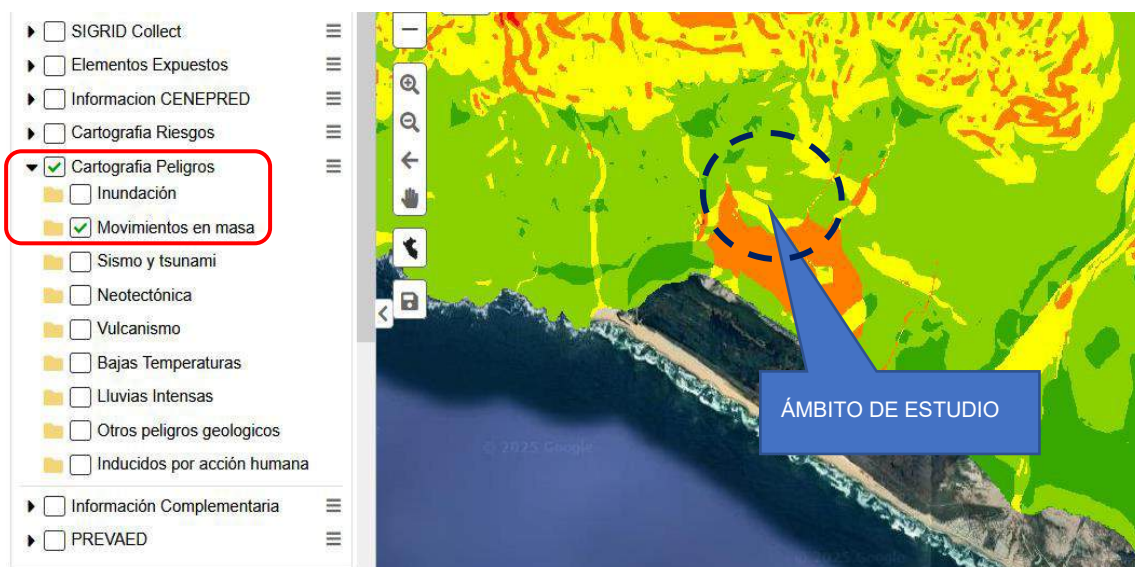 SIGRID Collect
Elementos Expuestos
Informacion CENEPRED
Cartografia Riesgos
Cartografia Peligros
Inundación
Movimientos en masa
Sismo y tsunami
Neotectónica
Vulcanismo
Bajas Temperaturas
Lluvias Intensas
Otros peligros geologicos
Inducidos por acción humana
Información Complementaria
PREVAED
ÁMBITO DE ESTUDIO
© 2025 Google